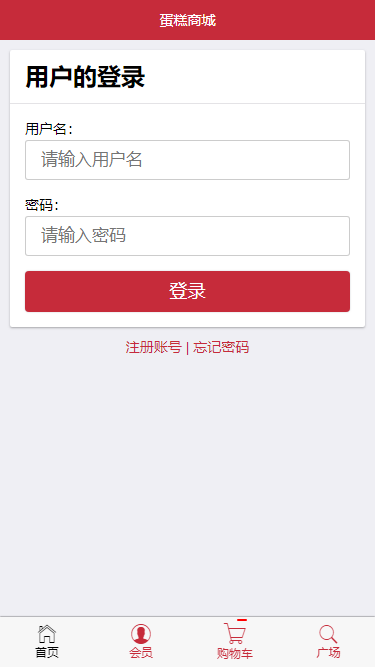 蛋糕商城
用户的登录
用户名:
请输入用户名
密码:
请输入密码
登录
注册账号 | 忘记密码
首页 会员 购物车 广场